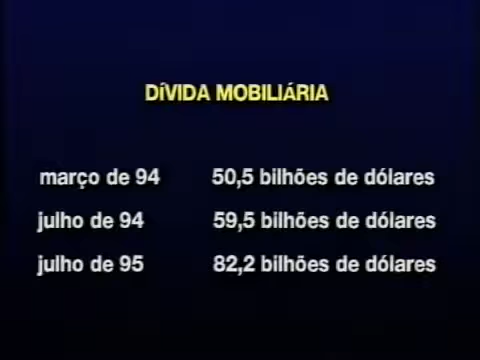 DÍVIDA MOBILIÁRIA
março de 94 50,5 bilhões de dólares
julho de 94 59,5 bilhões de dólares
julho de 95 82,2 bilhões de dólares